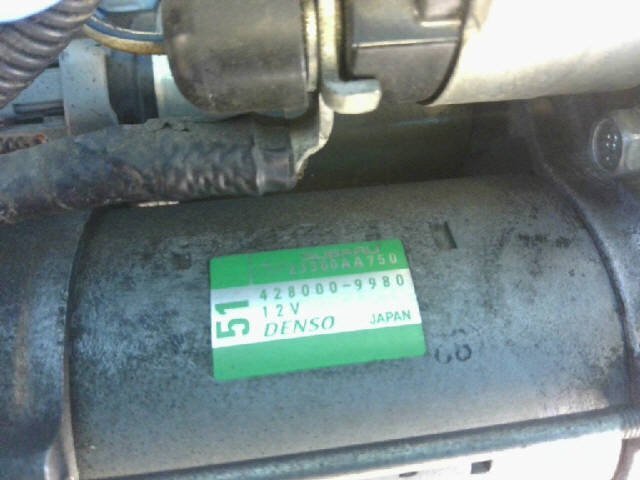 SUBARU
23300AA750
428000-9980
12V
51
DENSO JAPAN